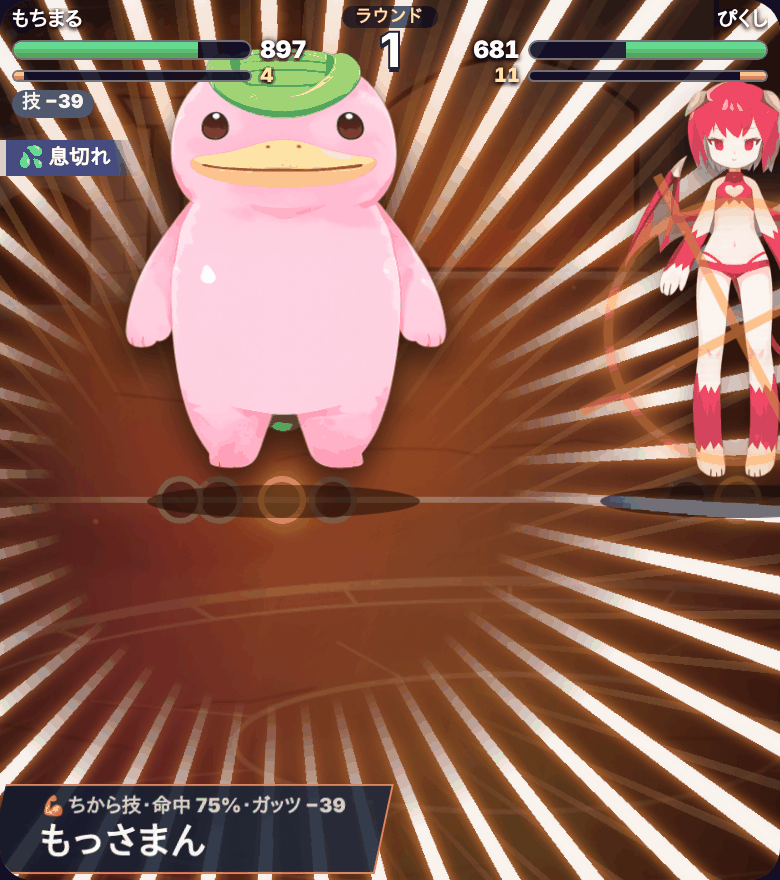 もちまる
ラウンド
ぴくし
897
1
681
4
11
技 −39
💦 息切れ
💪 ちから技·命中 75%·ガッツ −39
もっさまん